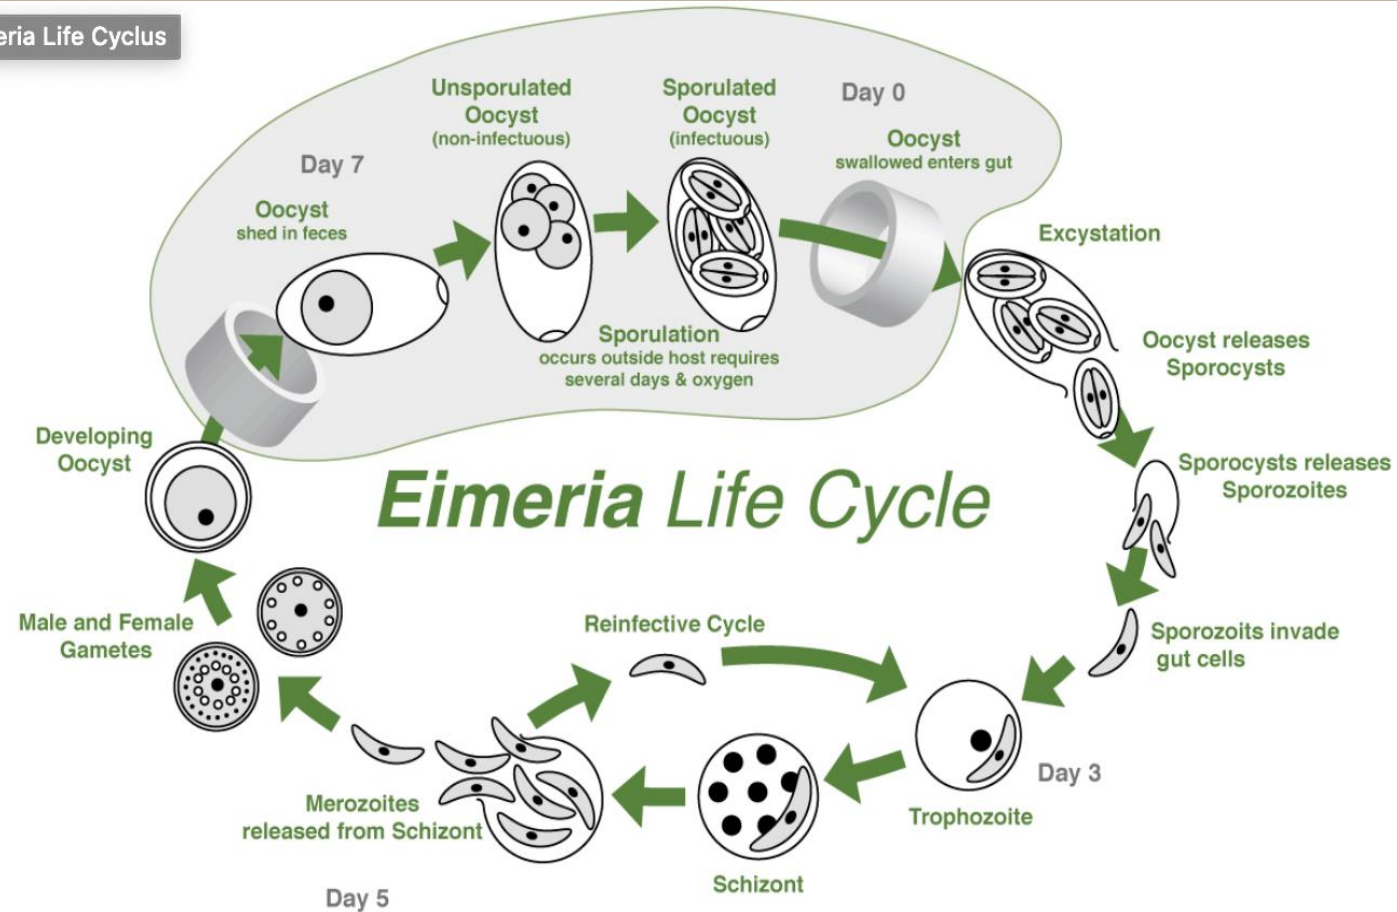 eria Life Cyclus
Unsporulated
Oocyst
(non-infectuous)
Sporulated
Oocyst
(infectuous)
Day 0
Oocyst
swallowed enters gut
Day 7
Oocyst
shed in feces
Excystation
Sporulation
occurs outside host requires
several days & oxygen
Oocyst releases
Sporocysts
Developing
Oocyst
Eimeria Life Cycle
Sporocysts releases
Sporozoites
Male and Female
Gametes
Reinfective Cycle
Sporozoits invade
gut cells
Day 3
Merozoites
released from Schizont
Trophozoite
Schizont
Day 5